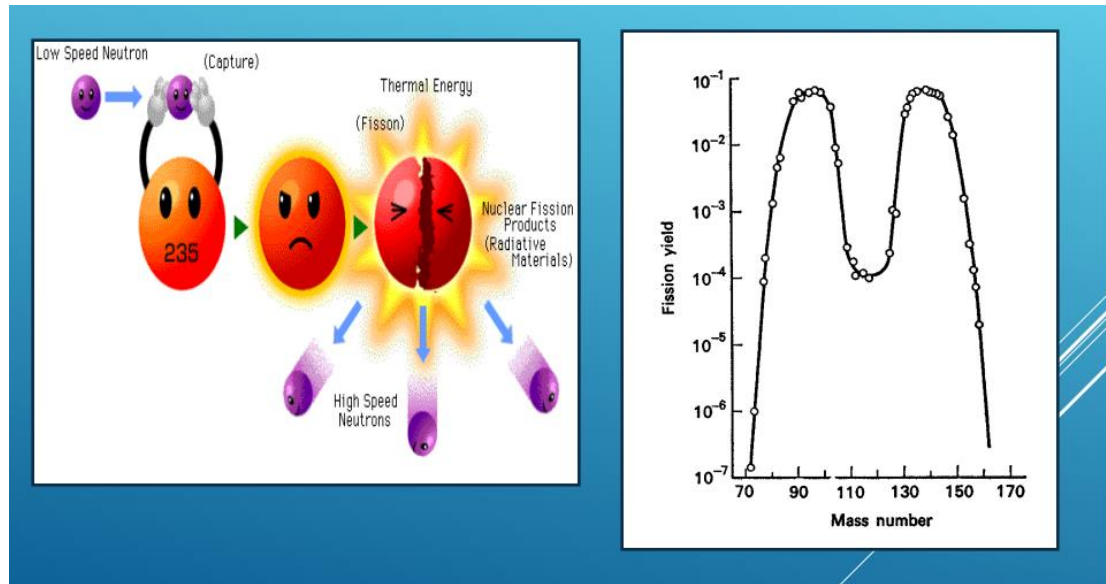 Low Speed Neutron
(Capture)
235
Thermal Energy
(Fisson)
Nuclear Fission
Products
(Radiative
Materials)
High Speed
Neutrons
Fission yield
10-1
10-2
10-3
10-4
10-5
10-6
10-7
70 90 110 130 150 170
Mass number